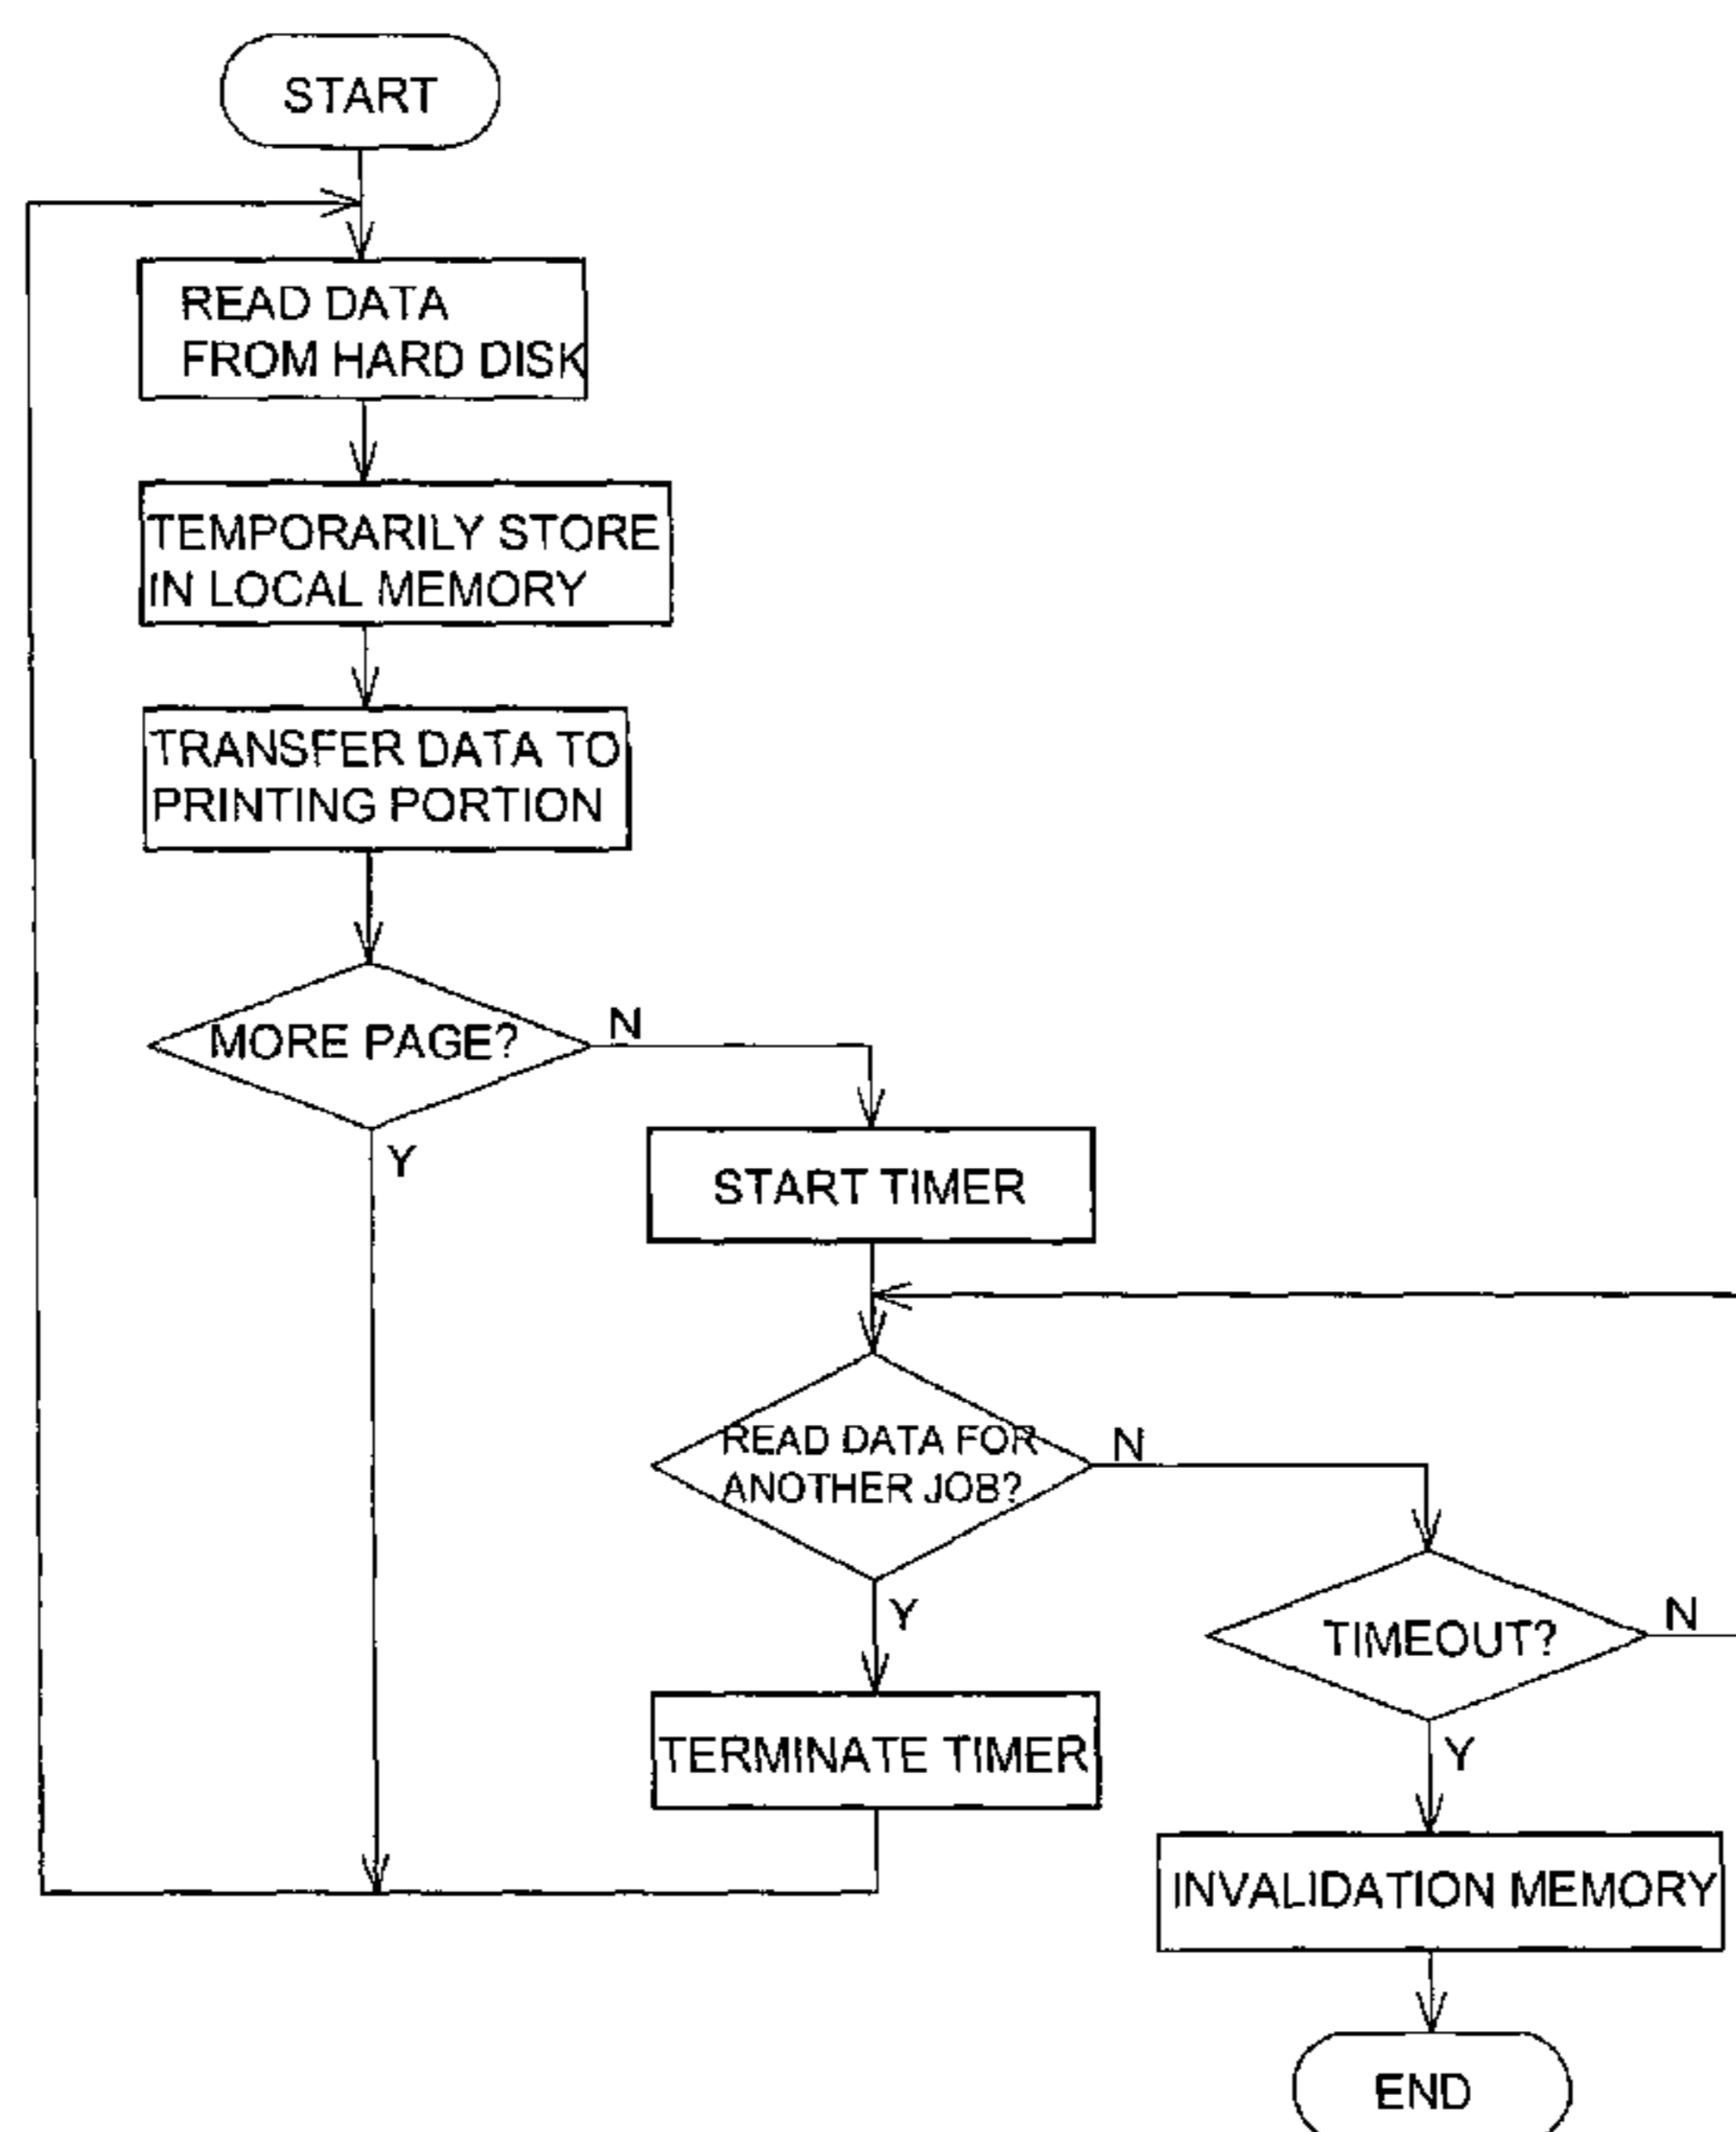 START
READ DATA
FROM HARD DISK
TEMPORARILY STORE
IN LOCAL MEMORY
TRANSFER DATA TO
PRINTING PORTION
MORE PAGE?
N
Y
START TIMER
READ DATA FOR
ANOTHER JOB?
N
Y
TIMEOUT?
N
TERMINATE TIMER
Y
INVALIDATION MEMORY
END